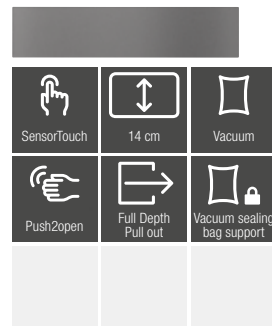 SensorTouch
14 cm
Vacuum
Push2open
Full Depth
Pull out
Vacuum sealing
bag support